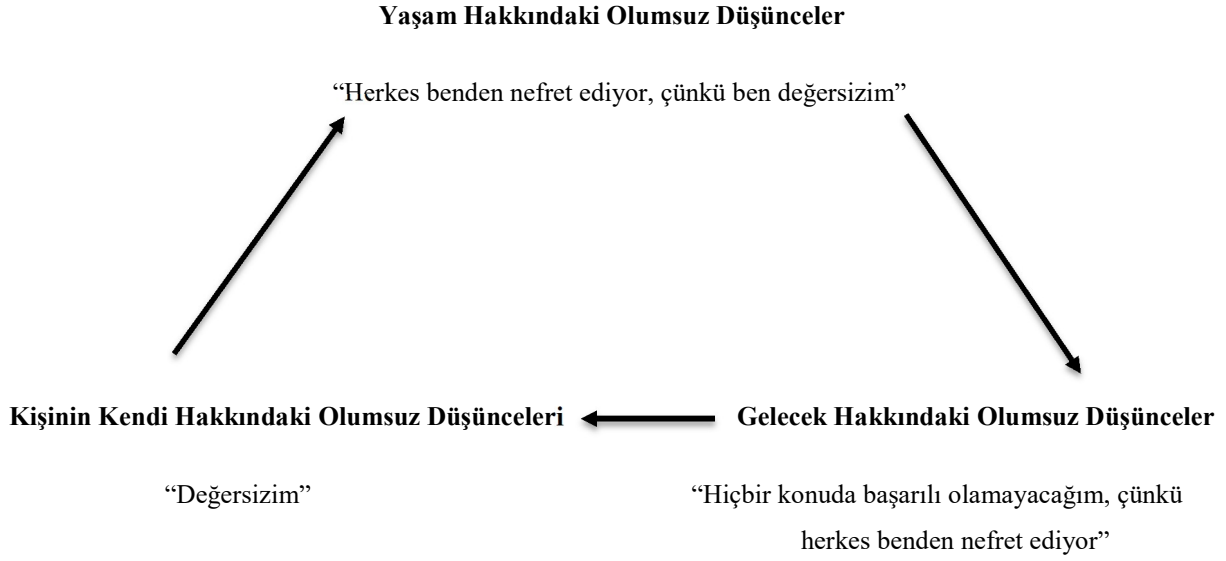 Yaşam Hakkındaki Olumsuz Düşünceler
“Herkes benden nefret ediyor, çünkü ben değersizim”
Kişinin Kendi Hakkındaki Olumsuz Düşünceleri
Gelecek Hakkındaki Olumsuz Düşünceler
“Değersizim”
“Hiçbir konuda başarılı olamayacağım, çünkü
herkes benden nefret ediyor”